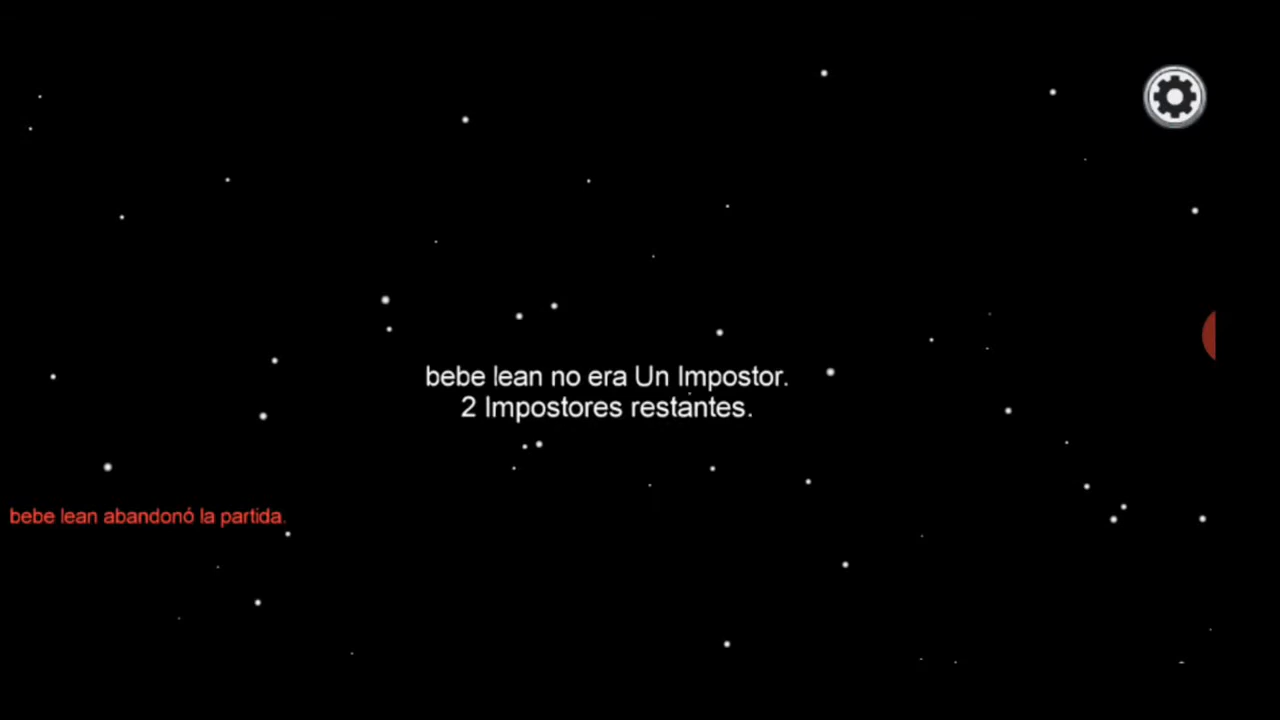 bebe lean no era Un Impostor.
2 Impostores restantes.
bebe lean abandonó la partida.